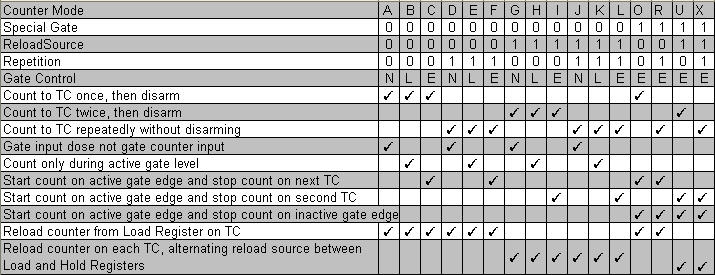 Counter Mode A B C D E F G H I J K L O R U X
Special Gate 0 0 0 0 0 0 0 0 0 0 0 0 1 1 1 1
ReloadSource 0 0 0 0 0 0 1 1 1 1 1 1 0 0 1 1
Repetition 0 0 0 1 1 1 0 0 0 1 1 1 0 1 0 1
Gate Control N L E N L E N L E N L E E E E E
Count to TC once, then disarm ✓ ✓ ✓ ✓
Count to TC twice, then disarm ✓ ✓ ✓ ✓
Count to TC repeatedly without disarming ✓ ✓ ✓ ✓ ✓ ✓ ✓ ✓
Gate input dose not gate counter input ✓ ✓ ✓ ✓
Count only during active gate level ✓ ✓ ✓ ✓
Start count on active gate edge and stop count on next TC ✓ ✓ ✓ ✓
Start count on active gate edge and stop count on second TC ✓ ✓ ✓ ✓
Start count on active gate edge and stop count on inactive gate edge ✓ ✓ ✓ ✓
Reload counter from Load Register on TC ✓ ✓ ✓ ✓ ✓ ✓ ✓ ✓
Reload counter on each TC, alternating reload source between
Load and Hold Registers ✓ ✓ ✓ ✓ ✓ ✓ ✓ ✓